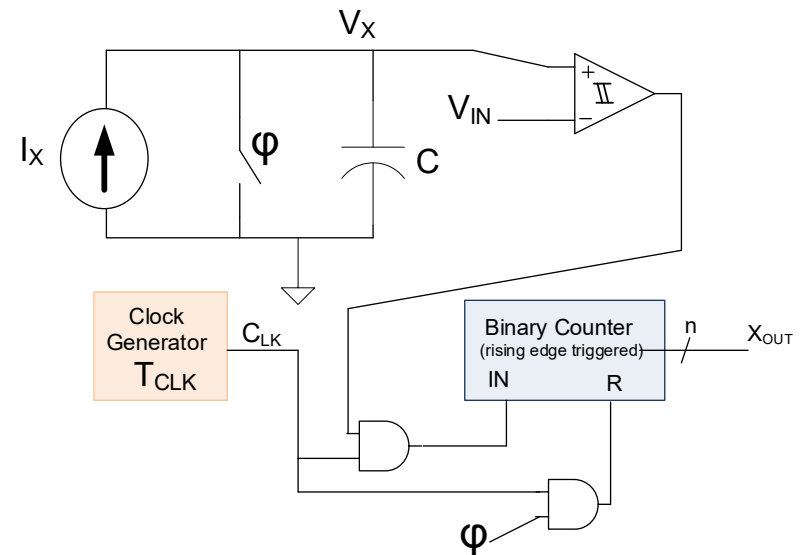 V_X
I_X
φ
C
V_IN
+
−
Clock
Generator
T_CLK
C_LK
Binary Counter
(rising edge triggered)
IN
R
n
X_OUT
φ